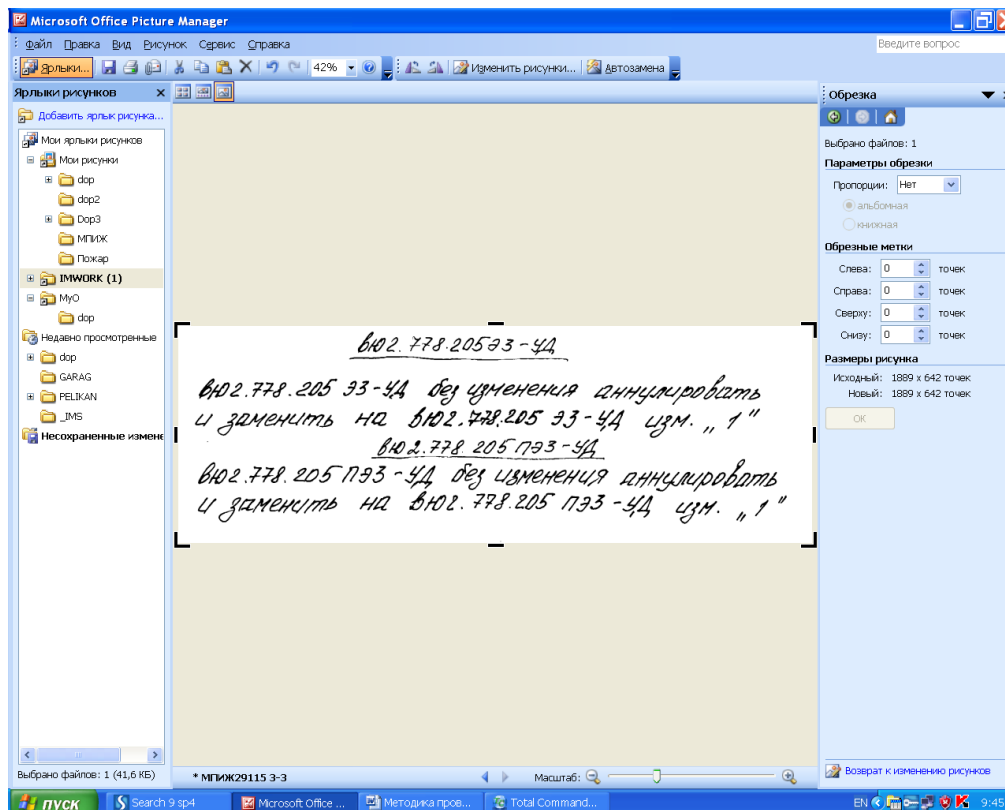 Microsoft Office Picture Manager
Файл Правка Вид Рисунок Сервис Справка
Введите вопрос
Ярлыки... 42% Изменить рисунки... Автозамена
Ярлыки рисунков
Добавить ярлык рисунка...
Мои ярлыки рисунков
Мои рисунки
dop
dop2
Dop3
МПИЖ
Пожар
IMWORK (1)
MyO
dop
Недавно просмотренные
dop
GARAG
PELIKAN
_IMS
Несохраненные измене
Выбрано файлов: 1 (41,6 КБ)
вю2.778.205ЭЗ-УД
вю2.778.205 ЭЗ-УД без изменения аннулировать
и заменить на вю2.778.205 ЭЗ-УД изм. „1"
вю2.778.205 ПЭЗ-УД
вю2.778.205 ПЭЗ-УД без изменения аннулировать
и заменить на вю2.778.205 ПЭЗ-УД изм. „1"
* МПИЖ29115 3-3
Масштаб:
Обрезка
Выбрано файлов: 1
Параметры обрезки
Пропорции: Нет
альбомная
книжная
Обрезные метки
Слева: 0 точек
Справа: 0 точек
Сверху: 0 точек
Снизу: 0 точек
Размеры рисунка
Исходный: 1889 x 642 точек
Новый: 1889 x 642 точек
ОК
Возврат к изменению рисунков
пуск Search 9 sp4 Microsoft Office ... Методика пров... Total Command... EN 9:45